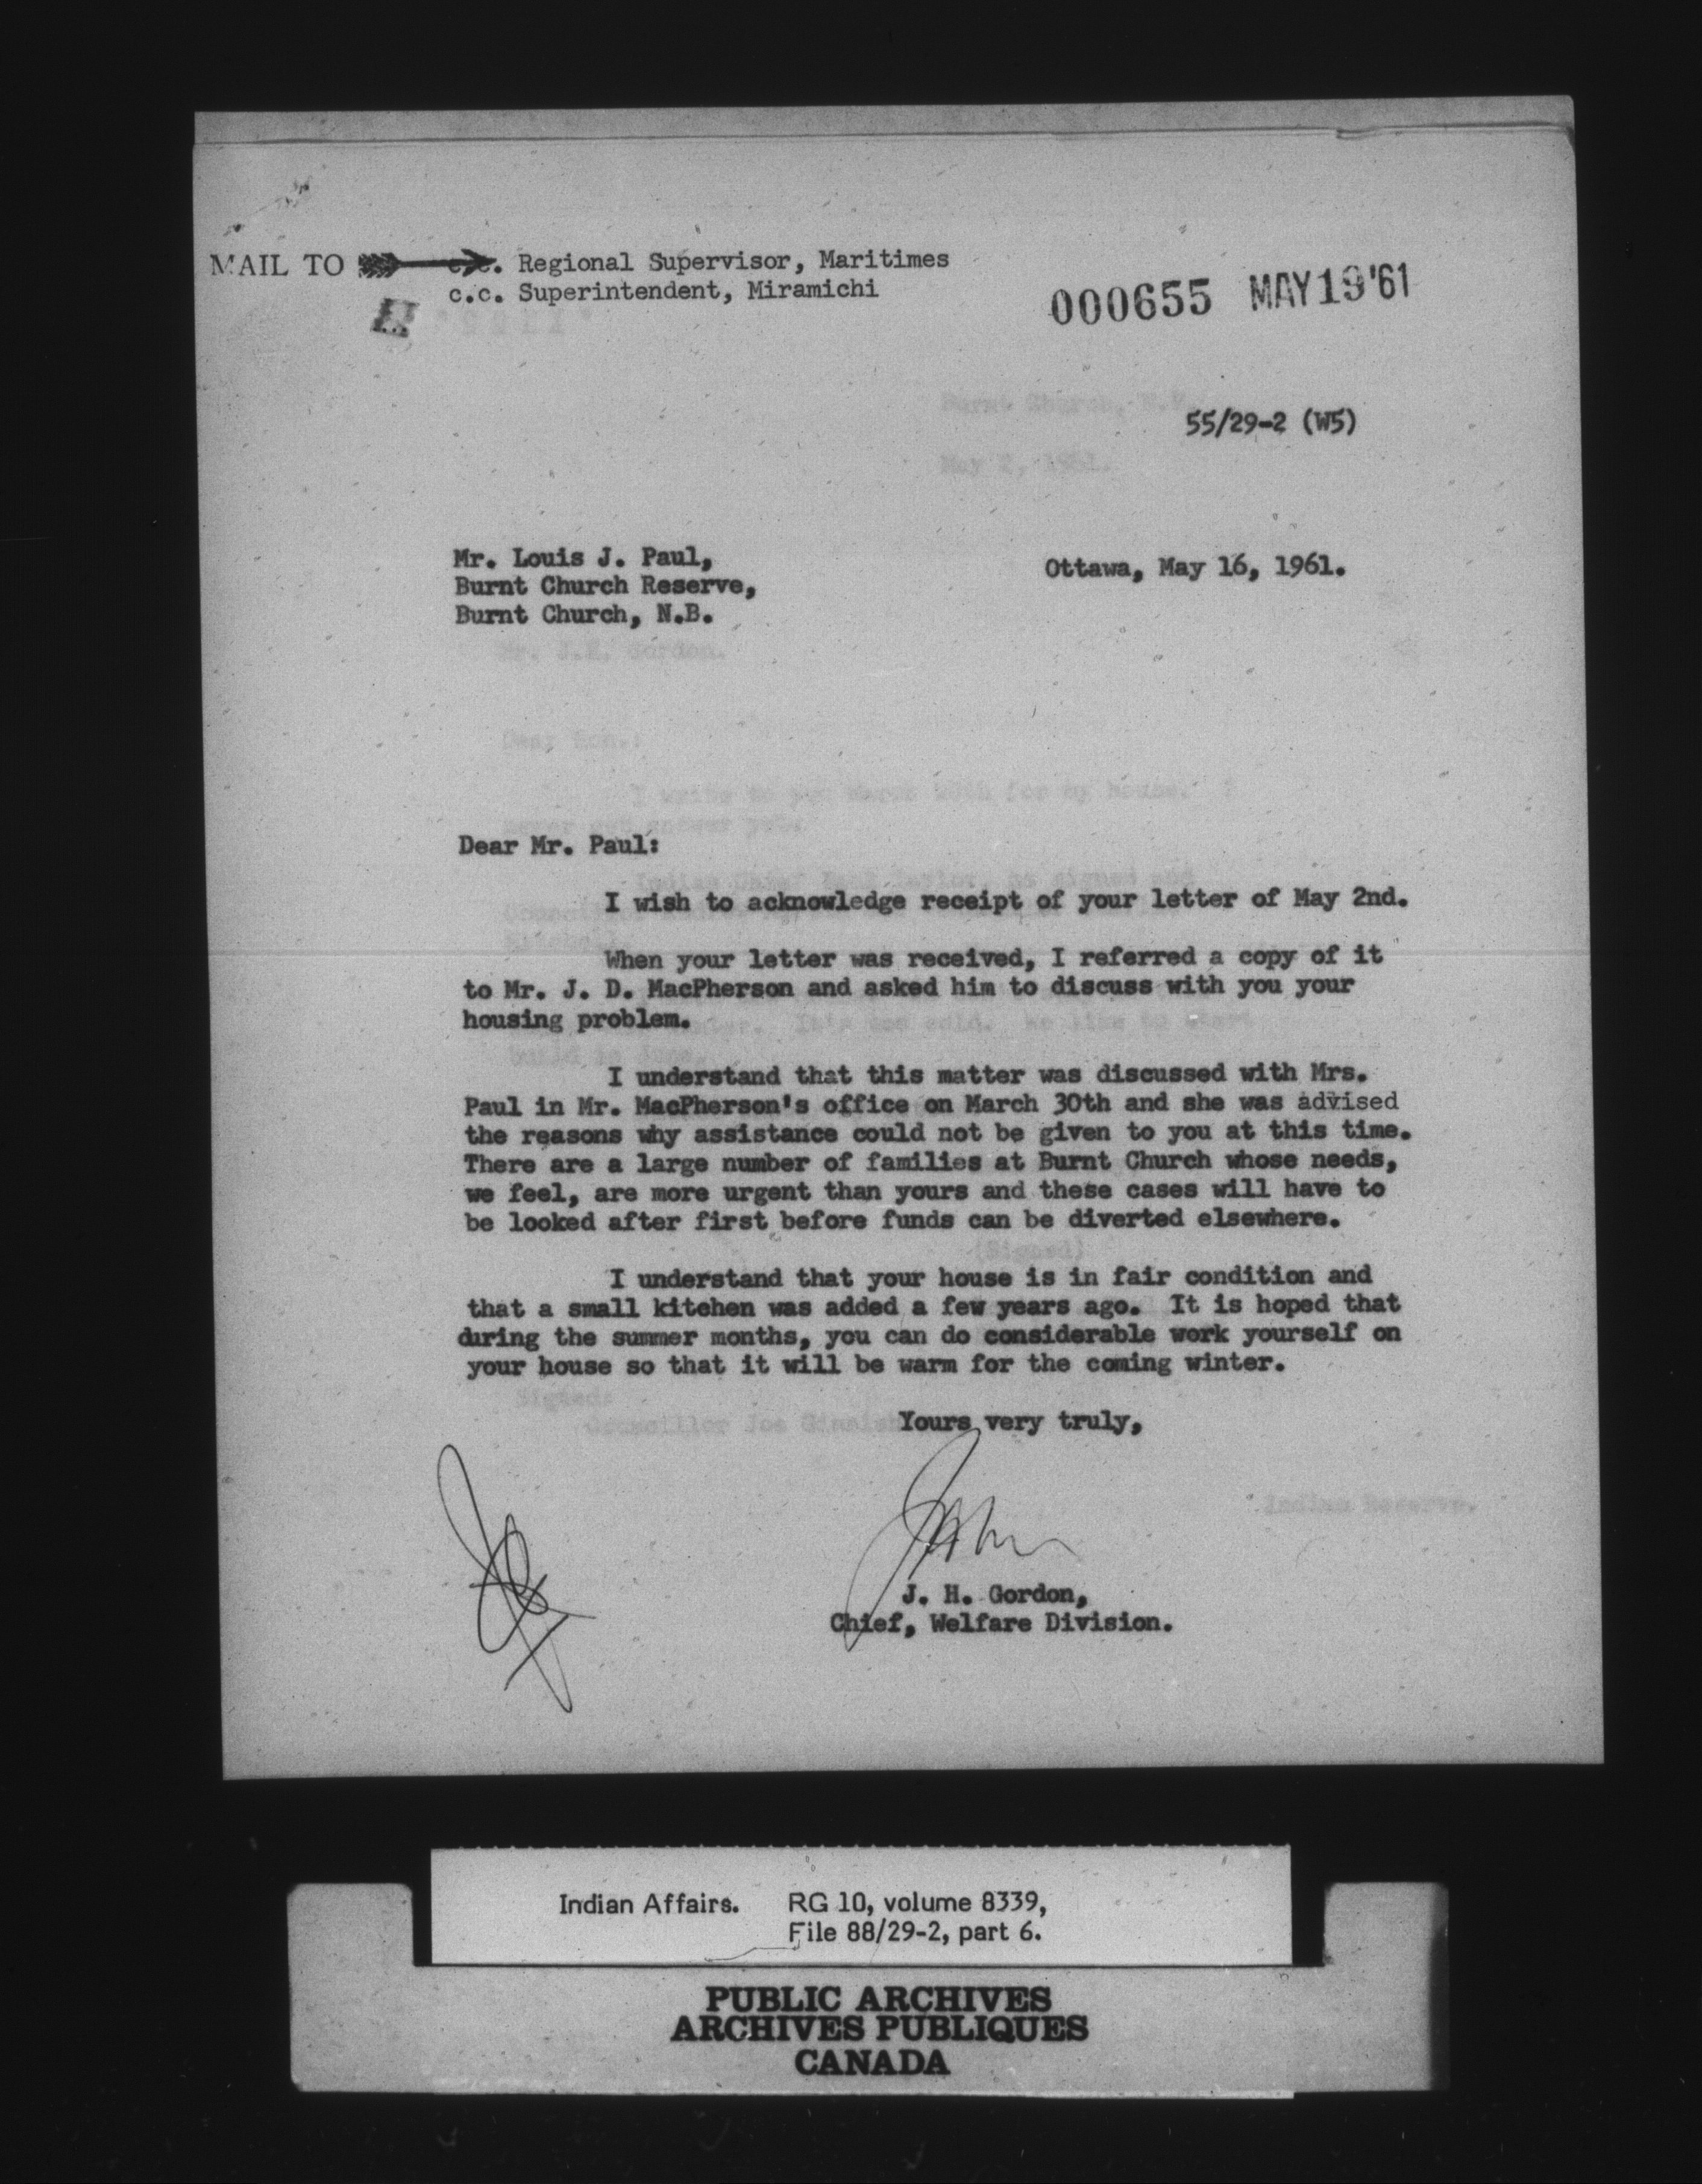 MAIL TO c.c. Regional Supervisor, Maritimes
c.c. Superintendent, Miramichi
000655 MAY 19 '61
55/29-2 (W5)
Mr. Louis J. Paul,
Burnt Church Reserve,
Burnt Church, N.B.
Ottawa, May 16, 1961.
Dear Mr. Paul:
I wish to acknowledge receipt of your letter of May 2nd.
When your letter was received, I referred a copy of it
to Mr. J. D. MacPherson and asked him to discuss with you your
housing problem.
I understand that this matter was discussed with Mrs.
Paul in Mr. MacPherson's office on March 30th and she was advised
the reasons why assistance could not be given to you at this time.
There are a large number of families at Burnt Church whose needs,
we feel, are more urgent than yours and these cases will have to
be looked after first before funds can be diverted elsewhere.
I understand that your house is in fair condition and
that a small kitchen was added a few years ago. It is hoped that
during the summer months, you can do considerable work yourself on
your house so that it will be warm for the coming winter.
Yours very truly,
J. H. Gordon,
Chief, Welfare Division.
Indian Affairs. RG 10, volume 8339,
File 88/29-2, part 6.
PUBLIC ARCHIVES
ARCHIVES PUBLIQUES
CANADA